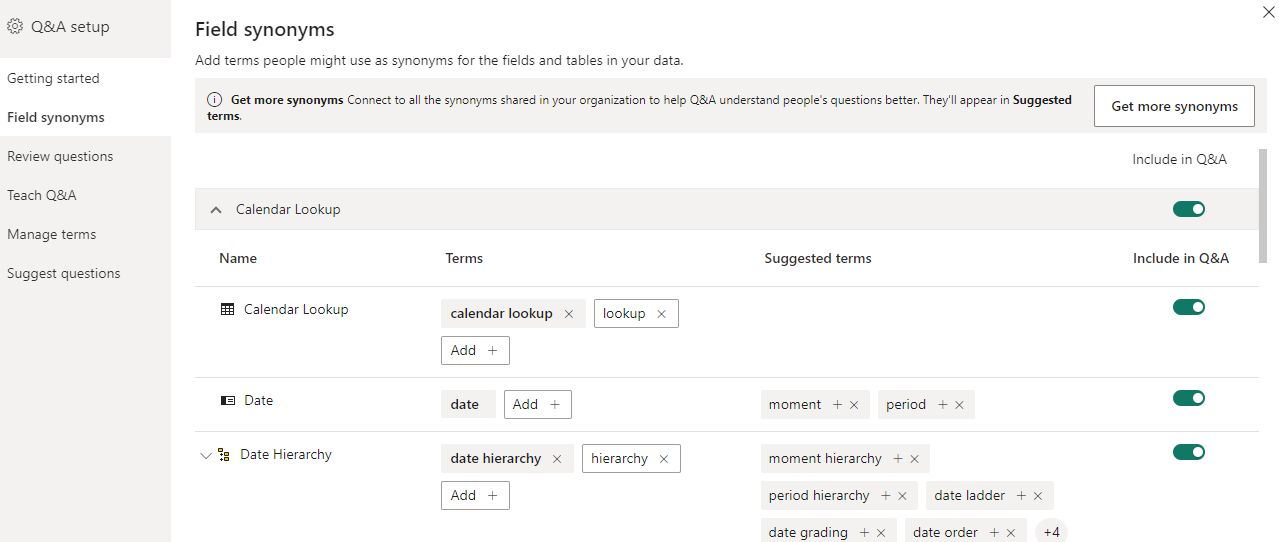 Q&A setup
Getting started
Field synonyms
Review questions
Teach Q&A
Manage terms
Suggest questions
Field synonyms
Add terms people might use as synonyms for the fields and tables in your data.
Get more synonyms Connect to all the synonyms shared in your organization to help Q&A understand people's questions better. They'll appear in Suggested
terms.
Get more synonyms
Include in Q&A
Calendar Lookup
Name Terms Suggested terms Include in Q&A
Calendar Lookup calendar lookup lookup
Add
Date date Add moment period
Date Hierarchy date hierarchy hierarchy moment hierarchy
Add period hierarchy date ladder
date grading date order +4